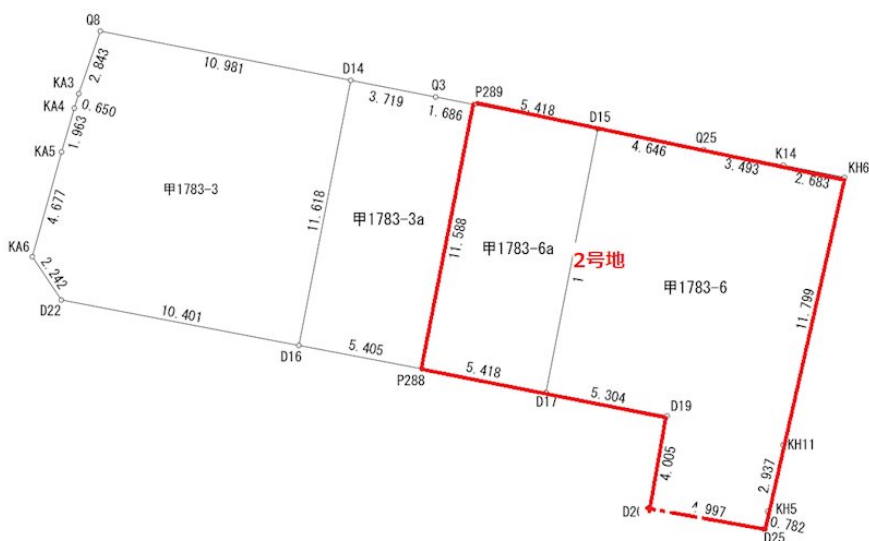 Q8
10.981
D14
3.719
Q3
1.686
P289
5.418
D15
4.646
Q25
3.493
K14
2.683
KH6
2.843
KA3
0.650
KA4
1.963
KA5
4.677
KA6
2.242
D22
甲1783-3
11.618
甲1783-3a
11.588
甲1783-6a
2号地
1
甲1783-6
11.799
10.401
D16
5.405
P288
5.418
D17
5.304
D19
4.005
KH11
2.937
KH5
0.782
4.997
D25